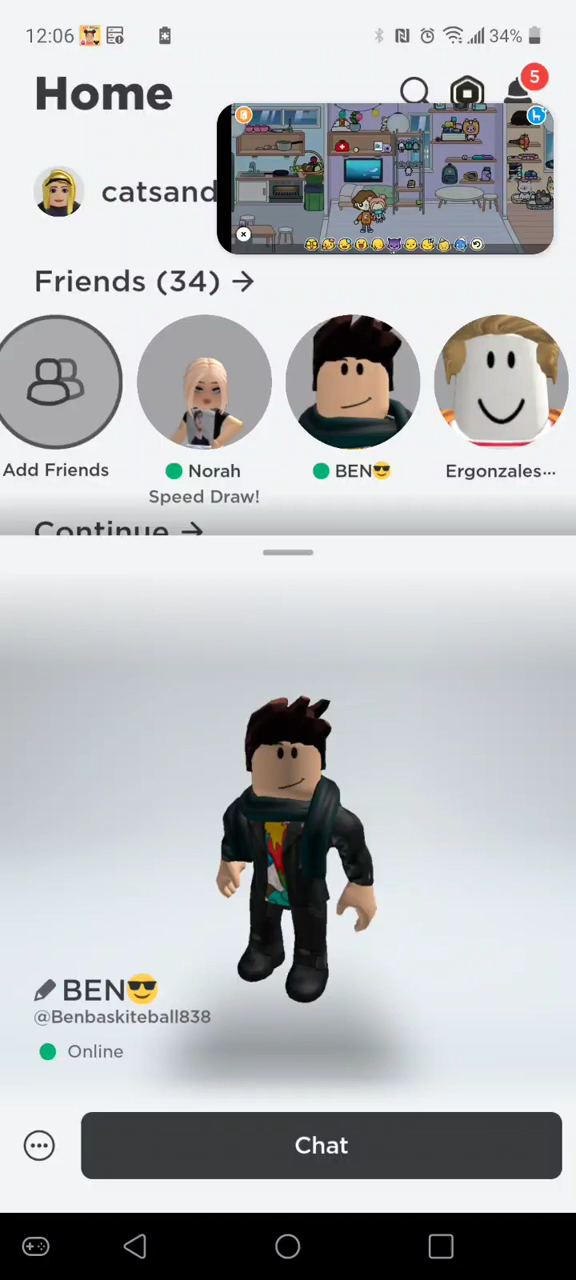 12:06
34%
Home
5
catsand
Friends (34) →
Add Friends
Norah
Speed Draw!
BEN😎
Ergonzales...
Continue →
BEN😎
@Benbaskiteball838
Online
Chat